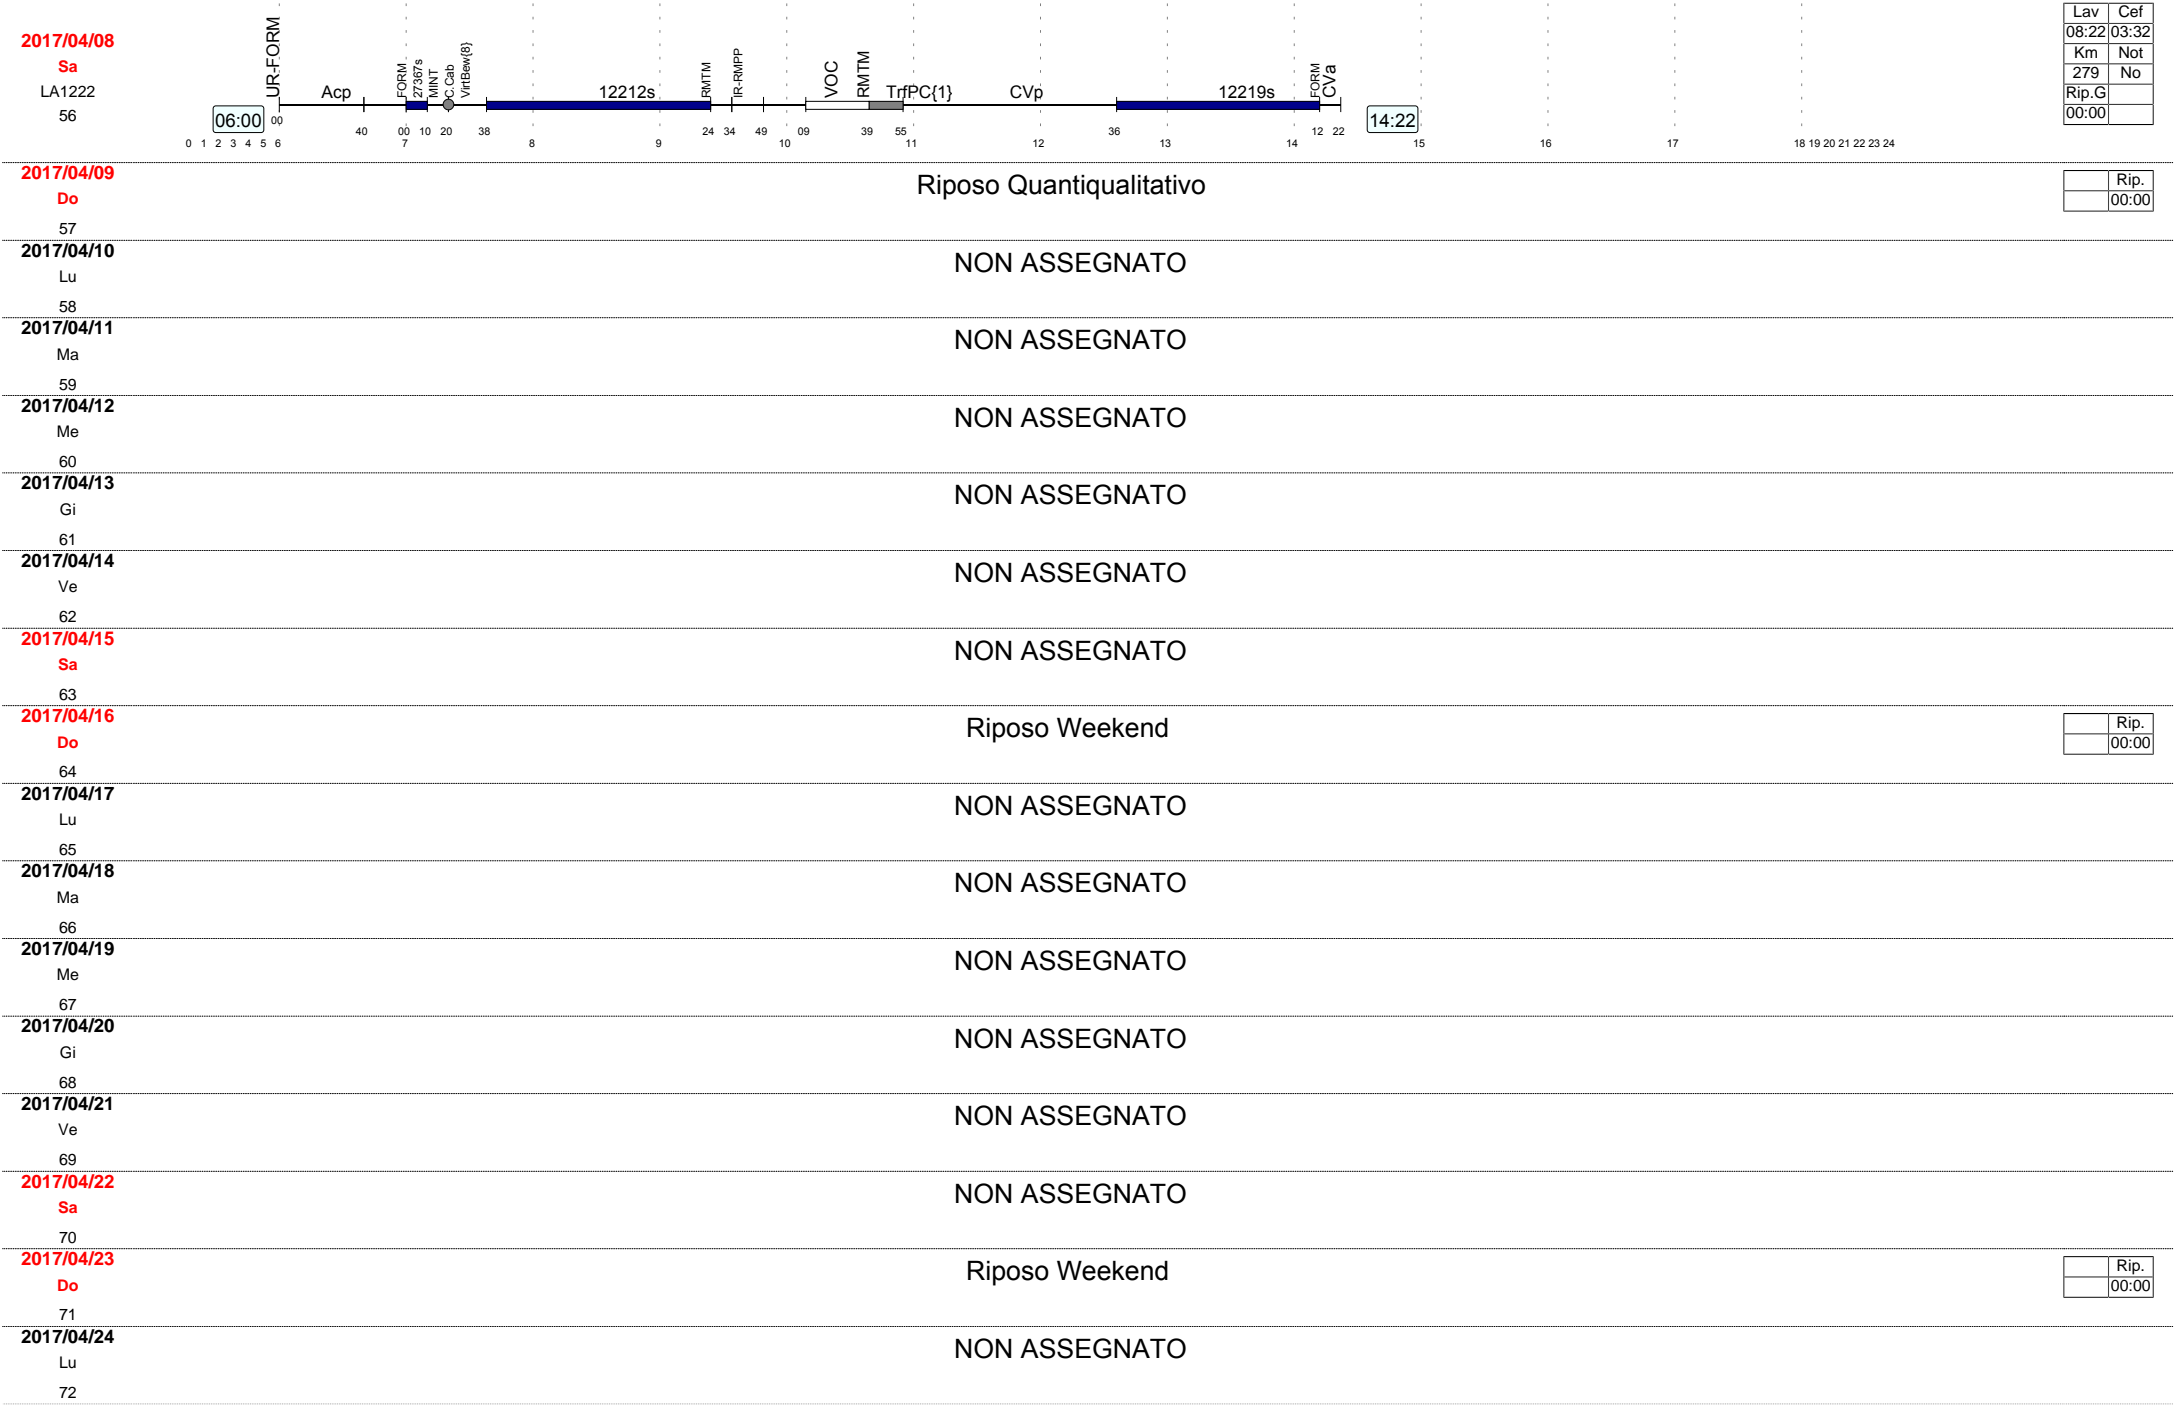 2017/04/08
Sa
LA1222
56
06:00
UR-FORM
Acp
FORM
27367s
MINT
C.Cab
VirtBew{8}
12212s
RMTM
IR-RMPP
VOC
RMTM
TrfPC{1}
CVp
12219s
FORM
CVa
14:22
00 40 00 10 20 38 24 34 49 09 39 55 36 12 22
0 1 2 3 4 5 6 7 8 9 10 11 12 13 14 15 16 17 18 19 20 21 22 23 24
Lav Cef
08:22 03:32
Km Not
279 No
Rip.G
00:00
2017/04/09
Do
57
Riposo Quantiqualitativo
Rip.
00:00
2017/04/10
Lu
58
NON ASSEGNATO
2017/04/11
Ma
59
NON ASSEGNATO
2017/04/12
Me
60
NON ASSEGNATO
2017/04/13
Gi
61
NON ASSEGNATO
2017/04/14
Ve
62
NON ASSEGNATO
2017/04/15
Sa
63
NON ASSEGNATO
2017/04/16
Do
64
Riposo Weekend
Rip.
00:00
2017/04/17
Lu
65
NON ASSEGNATO
2017/04/18
Ma
66
NON ASSEGNATO
2017/04/19
Me
67
NON ASSEGNATO
2017/04/20
Gi
68
NON ASSEGNATO
2017/04/21
Ve
69
NON ASSEGNATO
2017/04/22
Sa
70
NON ASSEGNATO
2017/04/23
Do
71
Riposo Weekend
Rip.
00:00
2017/04/24
Lu
72
NON ASSEGNATO